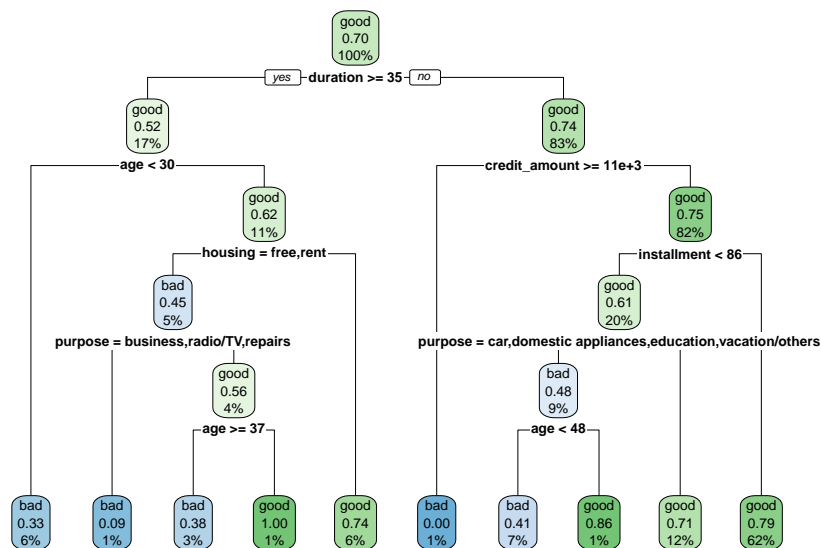 good
0.70
100%
yes duration >= 35 no
good
0.52
17%
good
0.74
83%
age < 30
credit_amount >= 11e+3
good
0.62
11%
good
0.75
82%
housing = free,rent
installment < 86
bad
0.45
5%
good
0.61
20%
purpose = business,radio/TV,repairs
purpose = car,domestic appliances,education,vacation/others
good
0.56
4%
bad
0.48
9%
age >= 37
age < 48
bad
0.33
6%
bad
0.09
1%
bad
0.38
3%
good
1.00
1%
good
0.74
6%
bad
0.00
1%
bad
0.41
7%
good
0.86
1%
good
0.71
12%
good
0.79
62%